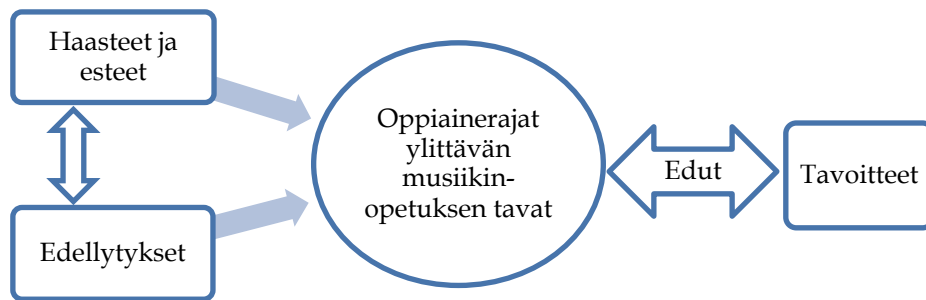 Haasteet ja
esteet
Oppiainerajat
ylittävän
musiikin-
opetuksen tavat
Edut
Tavoitteet
Edellytykset